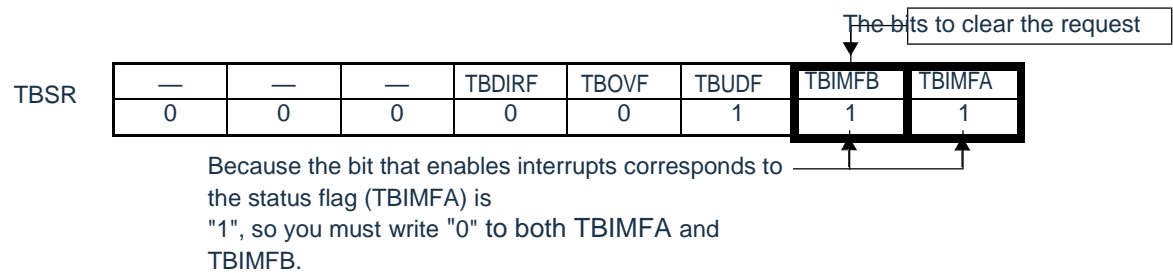 The bits to clear the request
TBSR
— — — TBDIRF TBOVF TBUDF TBIMFB TBIMFA
0 0 0 0 0 1 1 1
Because the bit that enables interrupts corresponds to
the status flag (TBIMFA) is
"1", so you must write "0" to both TBIMFA and
TBIMFB.